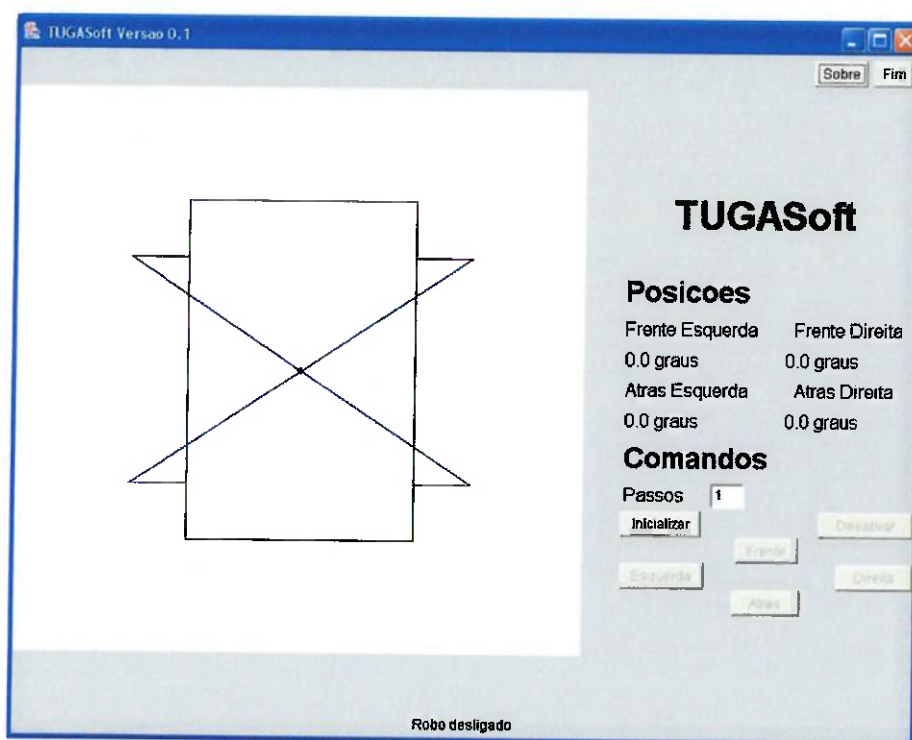 TUGASoft Versao 0.1
Sobre Fim
TUGASoft
Posicoes
Frente Esquerda Frente Direita
0.0 graus 0.0 graus
Atras Esquerda Atras Direita
0.0 graus 0.0 graus
Comandos
Passos 1
Inicializar Desativar
Frente
Esquerda Direita
Atras
Robo desligado